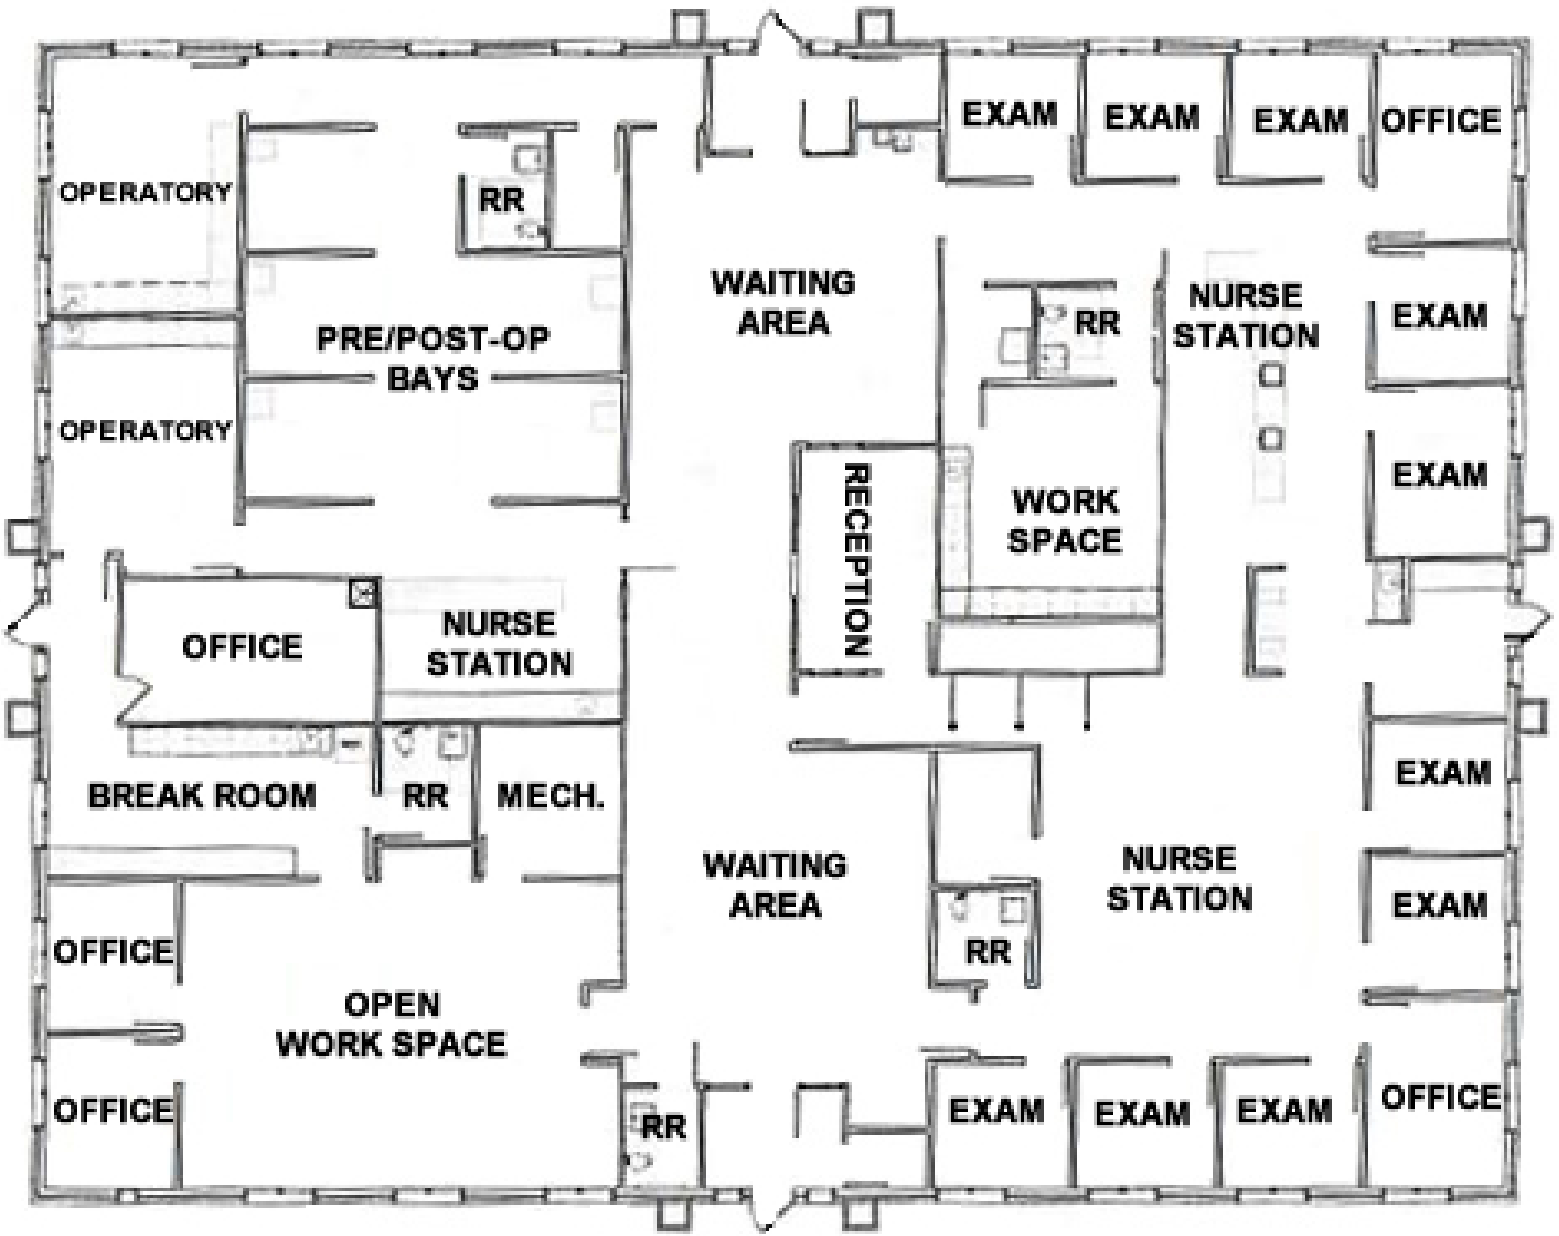 EXAM
EXAM
EXAM
OFFICE
OPERATORY
RR
WAITING
AREA
RR
NURSE
STATION
EXAM
PRE/POST-OP
BAYS
OPERATORY
RECEPTION
WORK
SPACE
EXAM
OFFICE
NURSE
STATION
BREAK ROOM
RR
MECH.
EXAM
WAITING
AREA
NURSE
STATION
EXAM
OFFICE
RR
OPEN
WORK SPACE
OFFICE
RR
EXAM
EXAM
EXAM
OFFICE